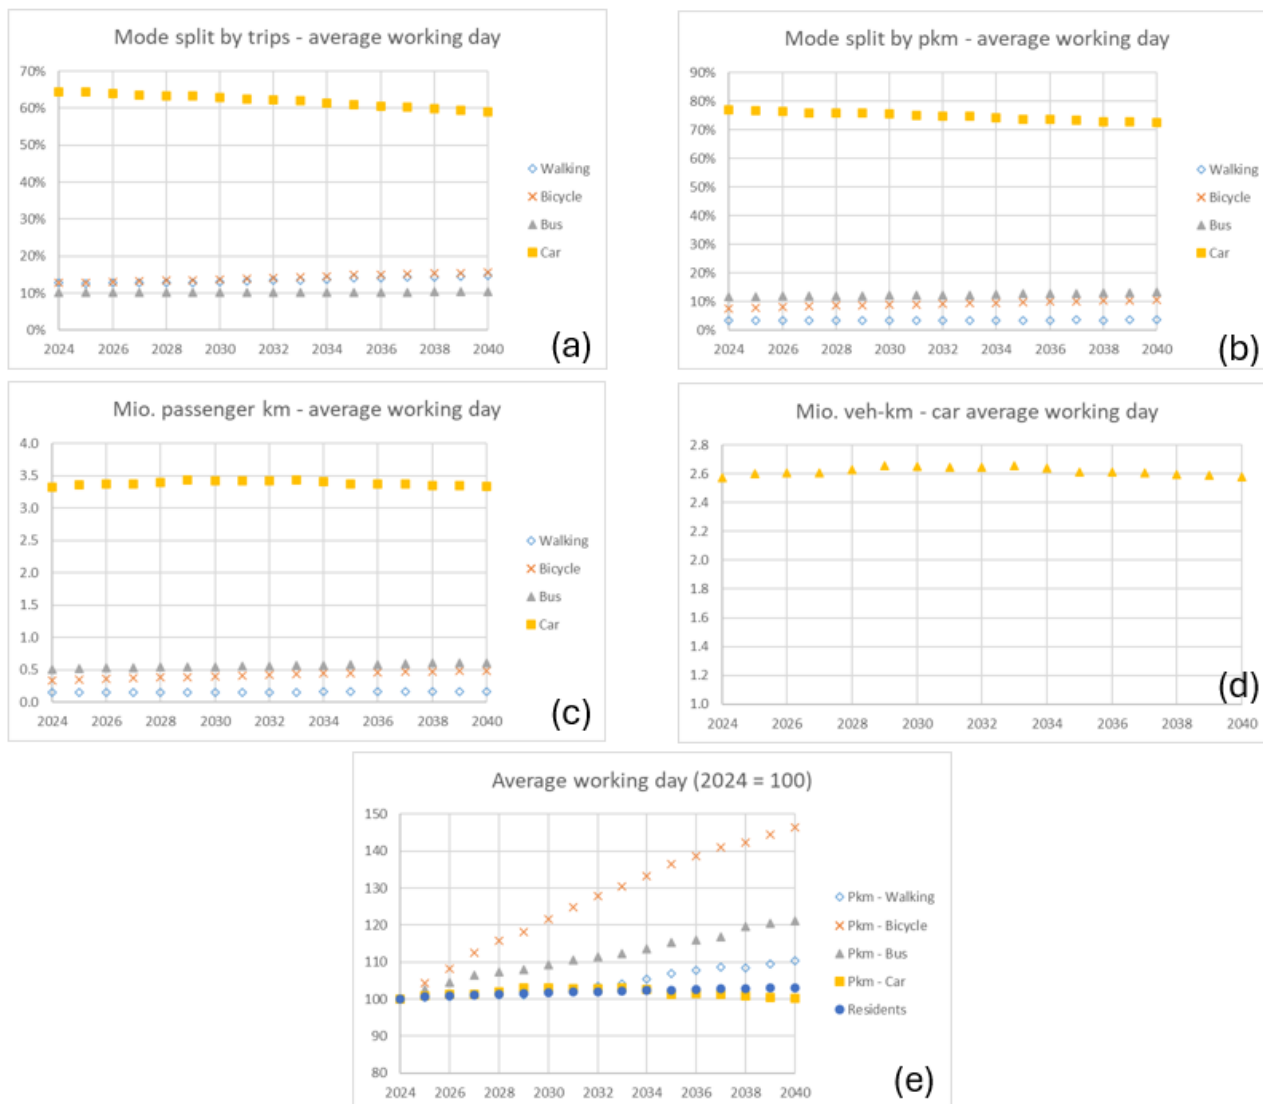 Mode split by trips - average working day
70%
60%
50%
40%
30%
20%
10%
0%
2024 2026 2028 2030 2032 2034 2036 2038 2040
Walking
Bicycle
Bus
Car
(a)
Mode split by pkm - average working day
90%
80%
70%
60%
50%
40%
30%
20%
10%
0%
2024 2026 2028 2030 2032 2034 2036 2038 2040
Walking
Bicycle
Bus
Car
(b)
Mio. passenger km - average working day
4.0
3.5
3.0
2.5
2.0
1.5
1.0
0.5
0.0
2024 2026 2028 2030 2032 2034 2036 2038 2040
Walking
Bicycle
Bus
Car
(c)
Mio. veh-km - car average working day
2.8
2.6
2.4
2.2
2.0
1.8
1.6
1.4
1.2
1.0
2024 2026 2028 2030 2032 2034 2036 2038 2040
(d)
Average working day (2024 = 100)
150
140
130
120
110
100
90
80
2024 2026 2028 2030 2032 2034 2036 2038 2040
Pkm - Walking
Pkm - Bicycle
Pkm - Bus
Pkm - Car
Residents
(e)